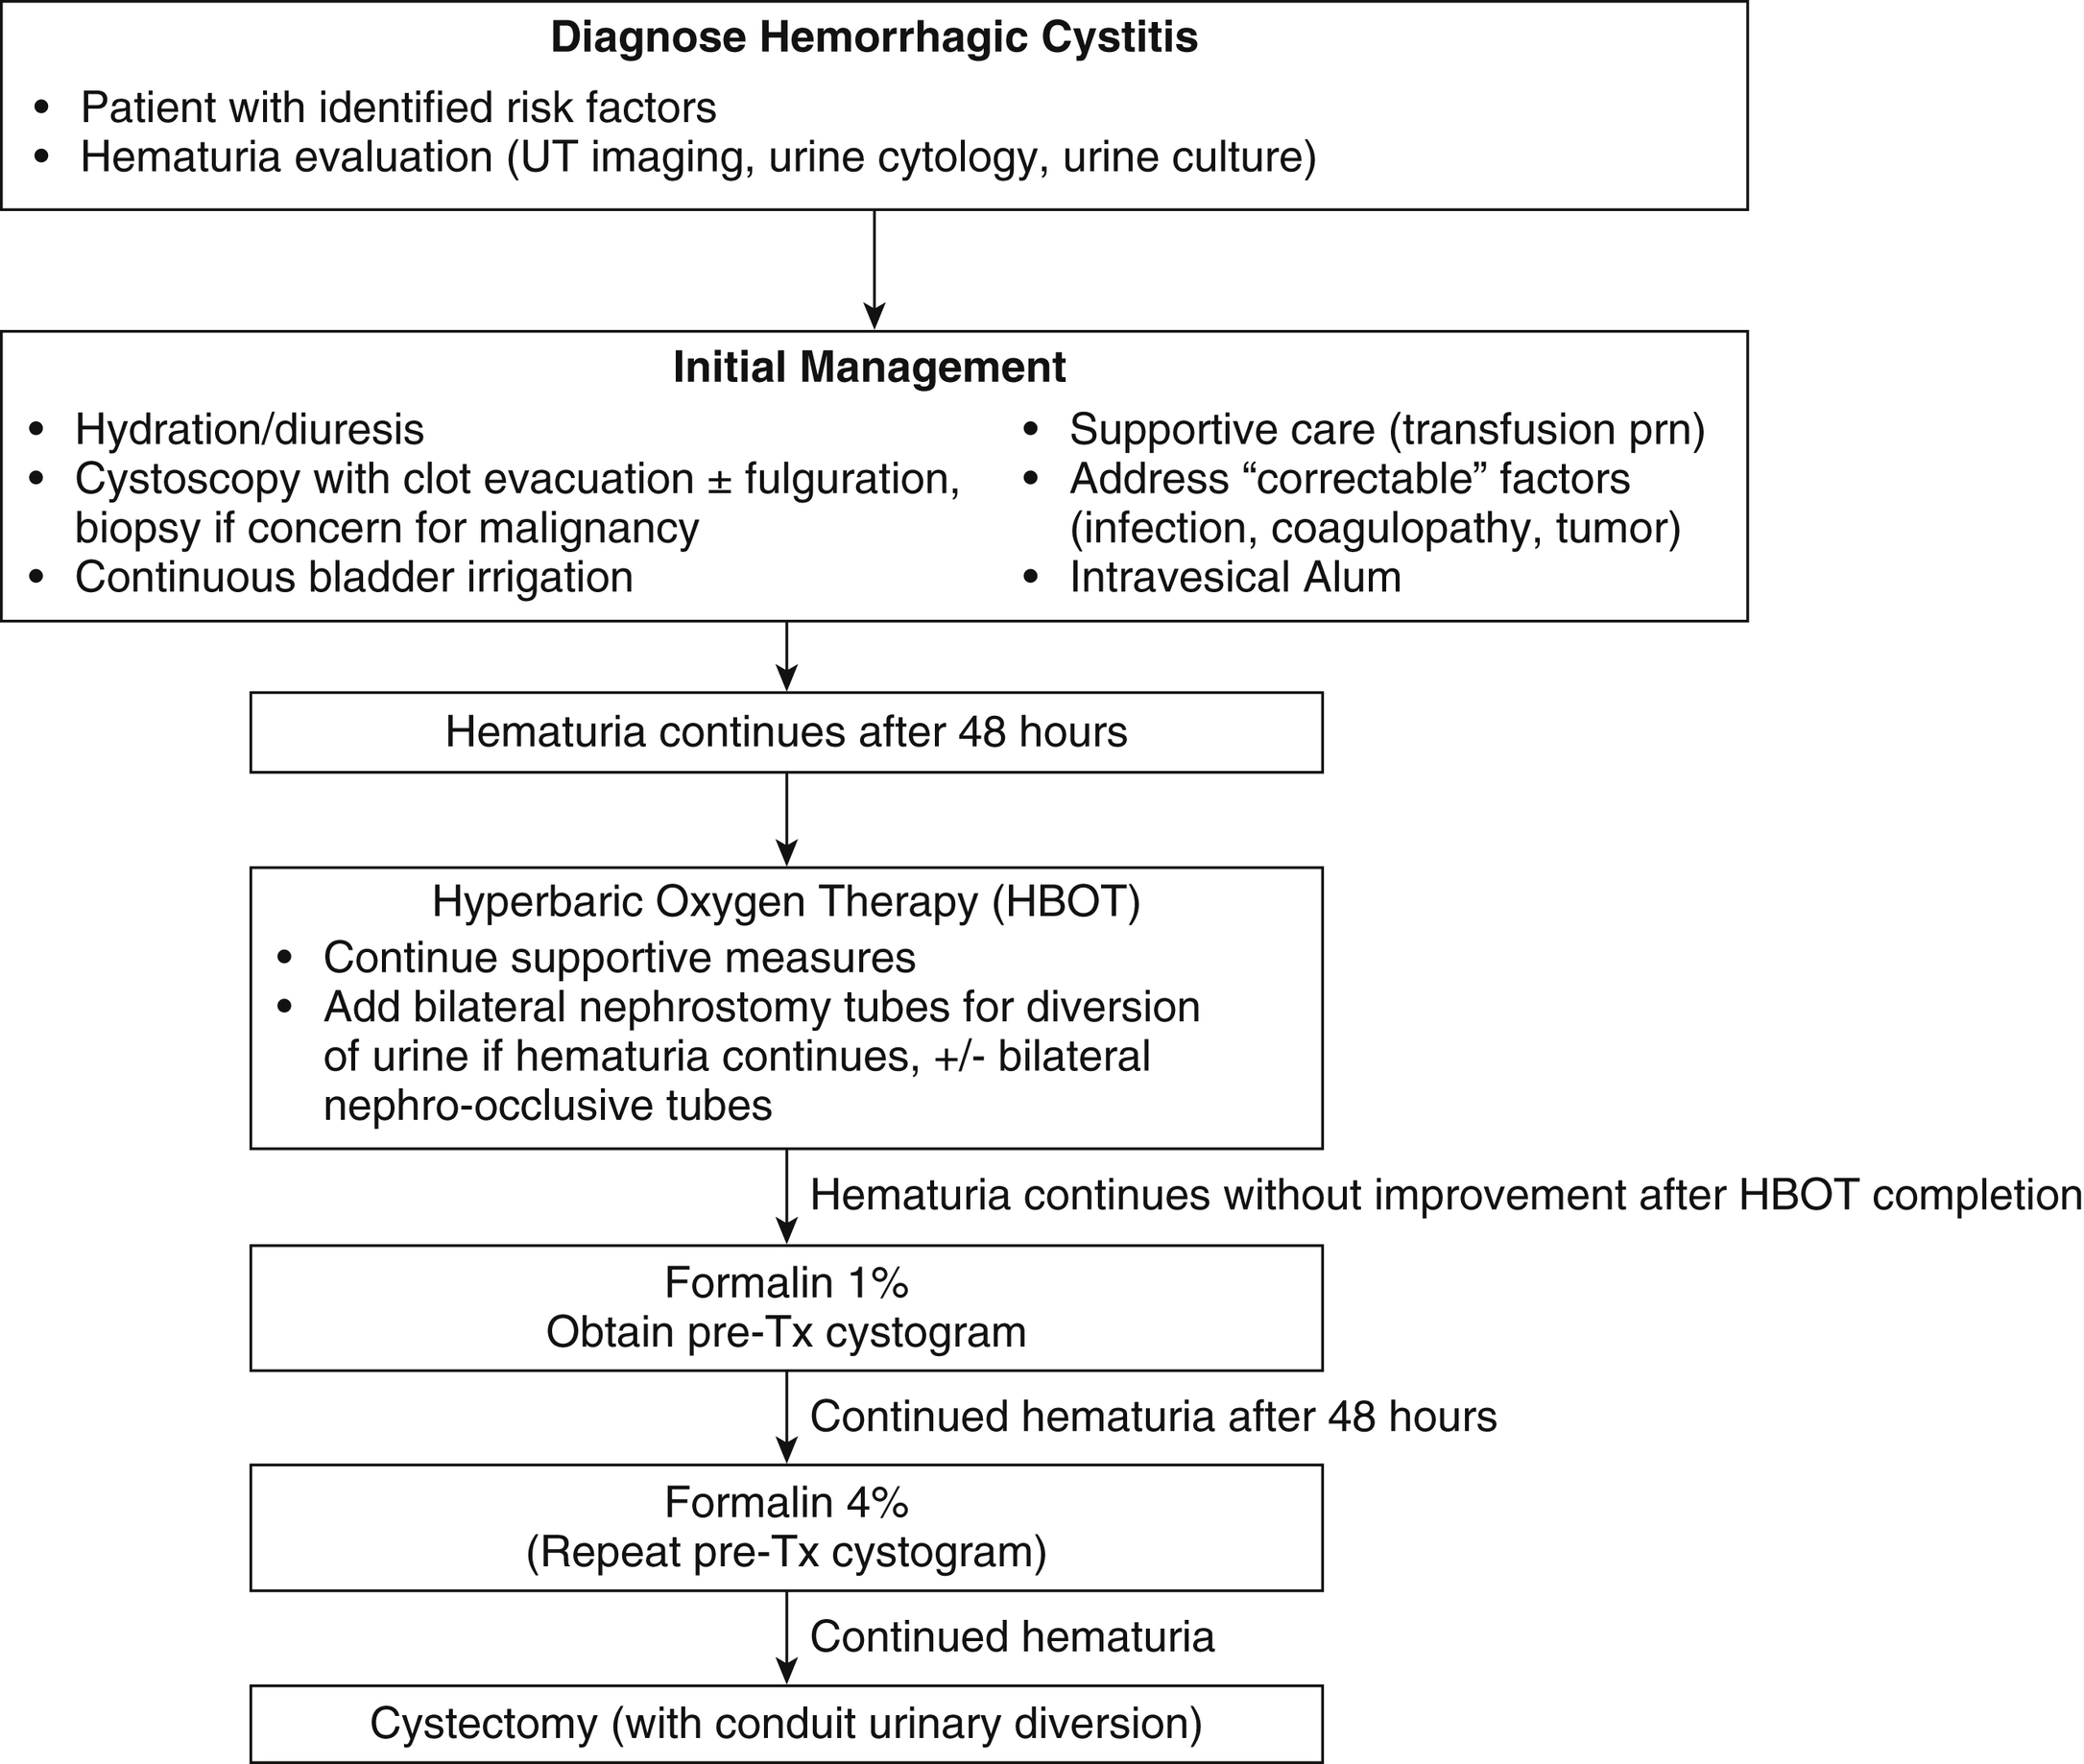 Diagnose Hemorrhagic Cystitis
• Patient with identified risk factors
• Hematuria evaluation (UT imaging, urine cytology, urine culture)
Initial Management
• Hydration/diuresis
• Cystoscopy with clot evacuation ± fulguration,
biopsy if concern for malignancy
• Continuous bladder irrigation
• Supportive care (transfusion prn)
• Address “correctable” factors
(infection, coagulopathy, tumor)
• Intravesical Alum
Hematuria continues after 48 hours
Hyperbaric Oxygen Therapy (HBOT)
• Continue supportive measures
• Add bilateral nephrostomy tubes for diversion
of urine if hematuria continues, +/- bilateral
nephro-occlusive tubes
Hematuria continues without improvement after HBOT completion
Formalin 1%
Obtain pre-Tx cystogram
Continued hematuria after 48 hours
Formalin 4%
(Repeat pre-Tx cystogram)
Continued hematuria
Cystectomy (with conduit urinary diversion)